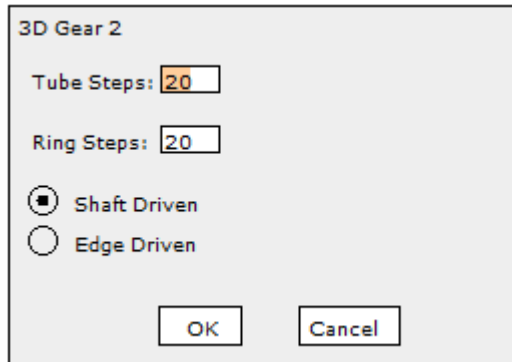 3D Gear 2
Tube Steps: 20
Ring Steps: 20
Shaft Driven
Edge Driven
OK Cancel